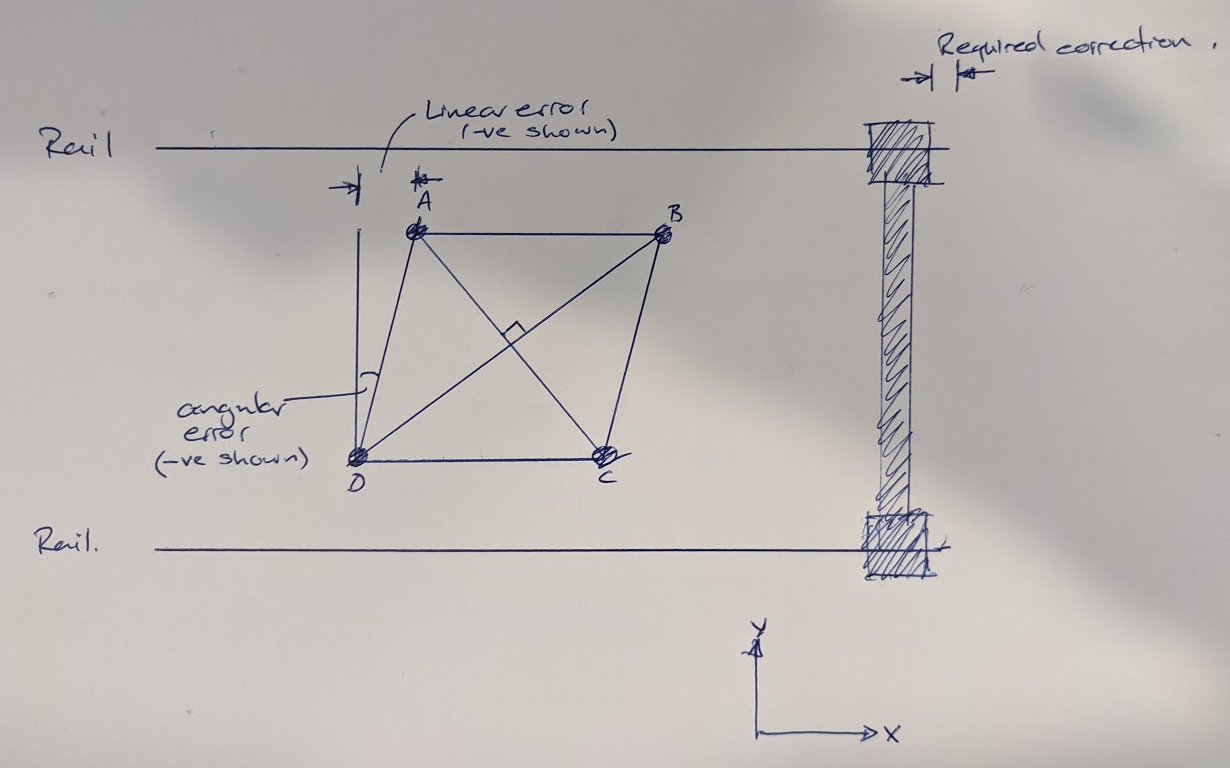 Required correction.
Linear error
(-ve shown)
Rail
A
B
angular
error
(-ve shown)
D
C
Rail.
Y
X